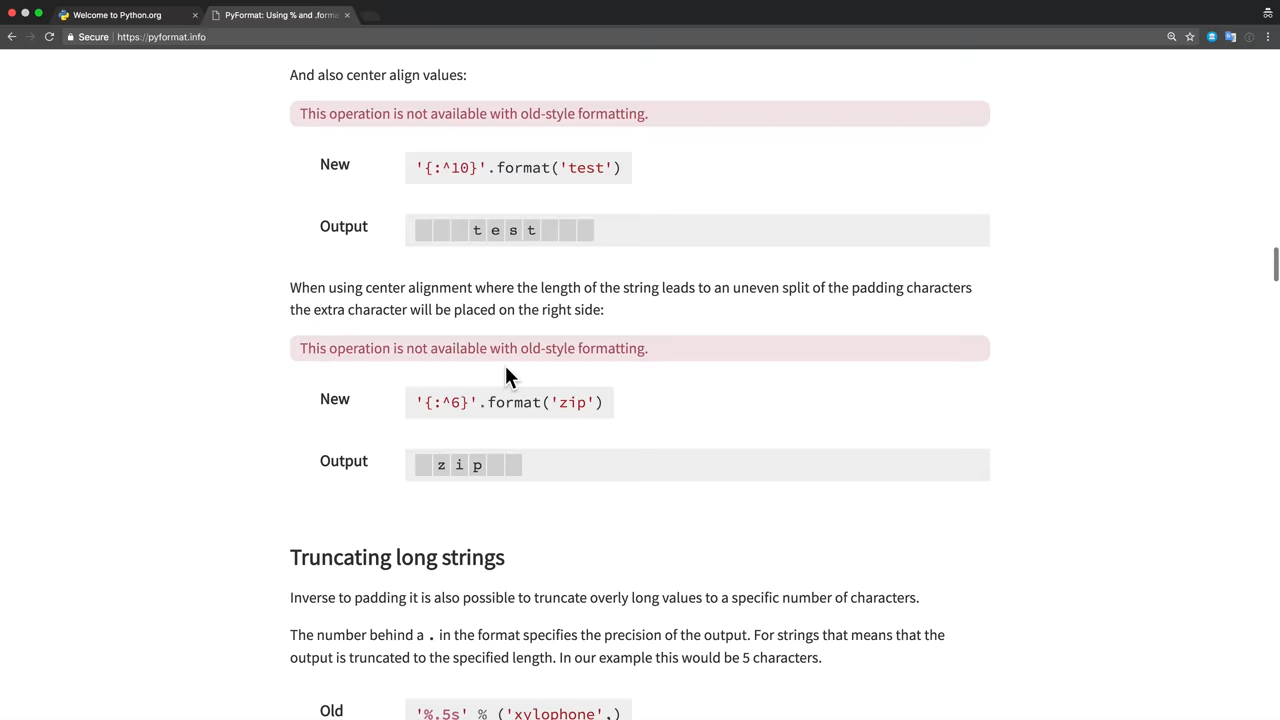 Welcome to Python.org
PyFormat: Using % and .forma
Secure
https://pyformat.info
And also center align values:
This operation is not available with old-style formatting.
New
'{:^10}'.format('test')
Output
test
When using center alignment where the length of the string leads to an uneven split of the padding characters
the extra character will be placed on the right side:
This operation is not available with old-style formatting.
New
'{:^6}'.format('zip')
Output
zip
Truncating long strings
Inverse to padding it is also possible to truncate overly long values to a specific number of characters.
The number behind a . in the format specifies the precision of the output. For strings that means that the
output is truncated to the specified length. In our example this would be 5 characters.
Old
'%.5s' % ('xylophone',)